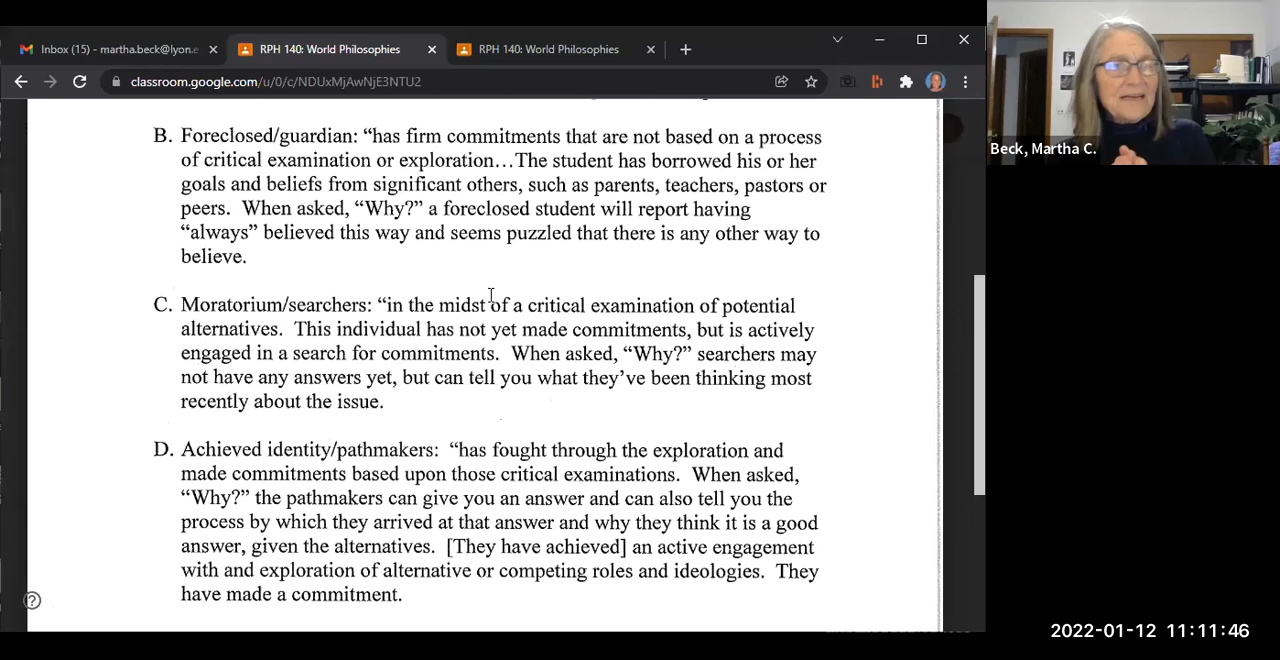 Inbox (15) - martha.beck@lyon.e
RPH 140: World Philosophies
RPH 140: World Philosophies
classroom.google.com/u/0/c/NDUxMjAwNjE3NTU2
B. Foreclosed/guardian: “has firm commitments that are not based on a process
of critical examination or exploration…The student has borrowed his or her
goals and beliefs from significant others, such as parents, teachers, pastors or
peers. When asked, “Why?” a foreclosed student will report having
“always” believed this way and seems puzzled that there is any other way to
believe.
C. Moratorium/searchers: “in the midst of a critical examination of potential
alternatives. This individual has not yet made commitments, but is actively
engaged in a search for commitments. When asked, “Why?” searchers may
not have any answers yet, but can tell you what they’ve been thinking most
recently about the issue.
D. Achieved identity/pathmakers: “has fought through the exploration and
made commitments based upon those critical examinations. When asked,
“Why?” the pathmakers can give you an answer and can also tell you the
process by which they arrived at that answer and why they think it is a good
answer, given the alternatives. [They have achieved] an active engagement
with and exploration of alternative or competing roles and ideologies. They
have made a commitment.
Beck, Martha C.
2022-01-12 11:11:46